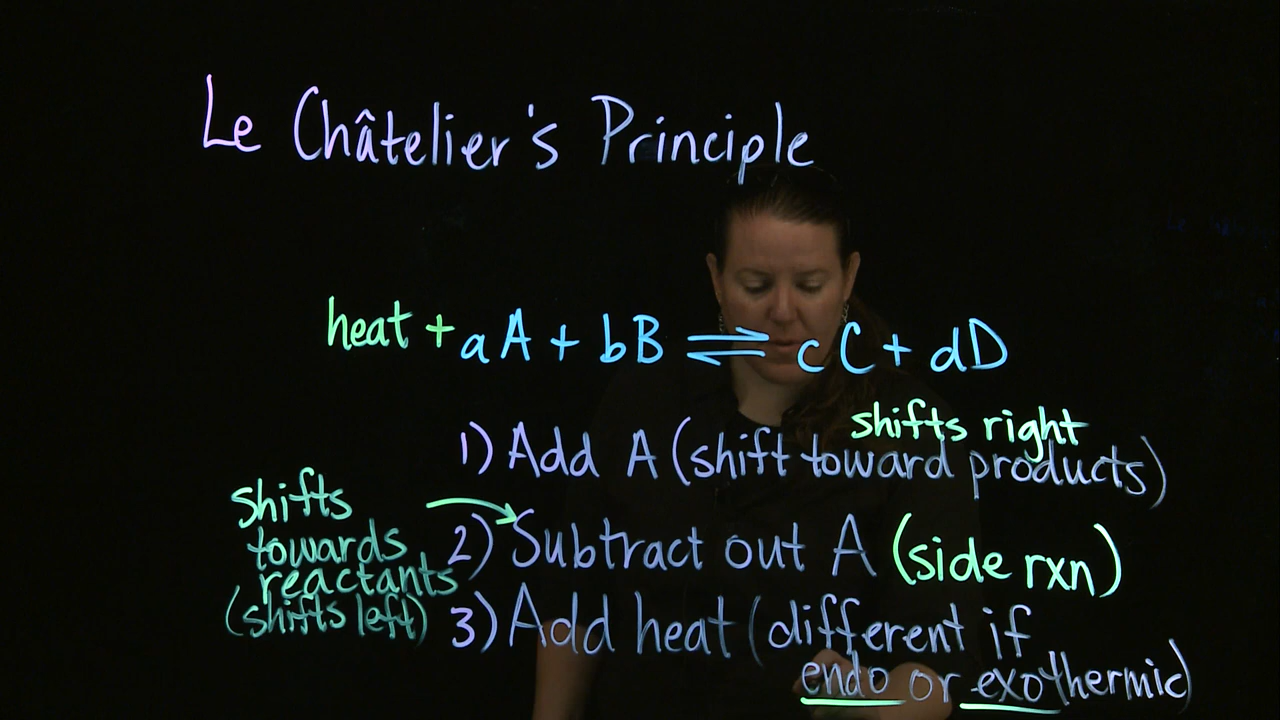 Le Châtelier's Principle
heat + aA + bB ⇌ cC + dD
shifts right
1) Add A (shift toward products)
shifts
towards
reactants
(shifts left)
2) Subtract out A (side rxn)
3) Add heat (different if
endo or exothermic)